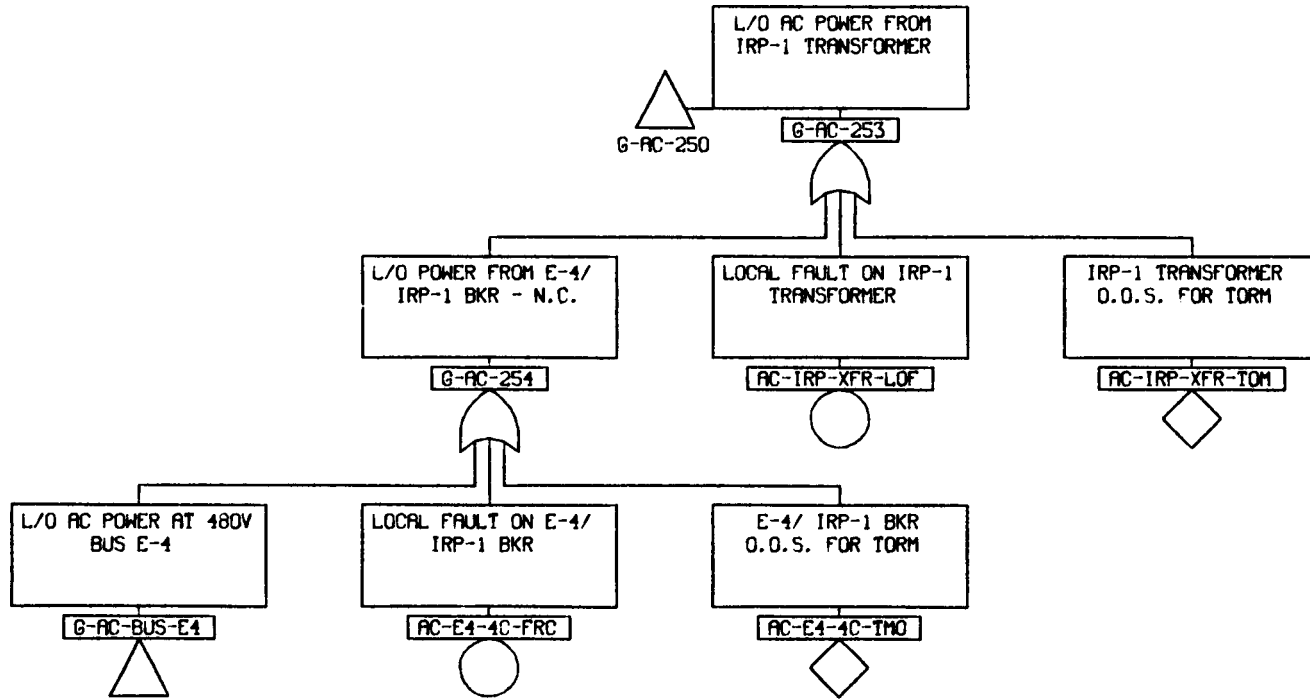 L/O AC POWER FROM
IRP-1 TRANSFORMER
G-AC-250
G-AC-253
L/O POWER FROM E-4/
IRP-1 BKR - N.C.
LOCAL FAULT ON IRP-1
TRANSFORMER
IRP-1 TRANSFORMER
O.O.S. FOR TORM
G-AC-254
AC-IRP-XFR-LOF
AC-IRP-XFR-TOM
L/O AC POWER AT 480V
BUS E-4
LOCAL FAULT ON E-4/
IRP-1 BKR
E-4/ IRP-1 BKR
O.O.S. FOR TORM
G-AC-BUS-E4
AC-E4-4C-FRC
AC-E4-4C-TMO